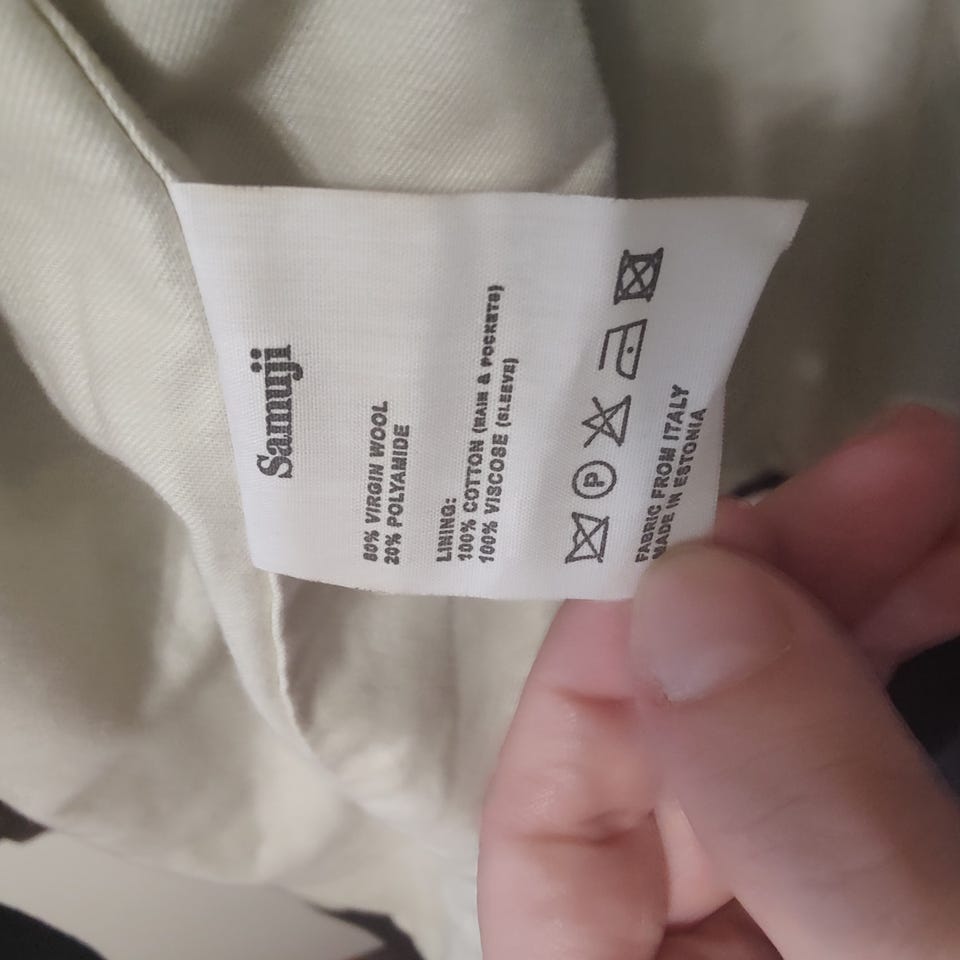 Samuji
80% VIRGIN WOOL
20% POLYAMIDE
LINING:
100% COTTON (MAIN & POCKETS)
100% VISCOSE (SLEEVE)
P
FABRIC FROM ITALY
MADE IN ESTONIA